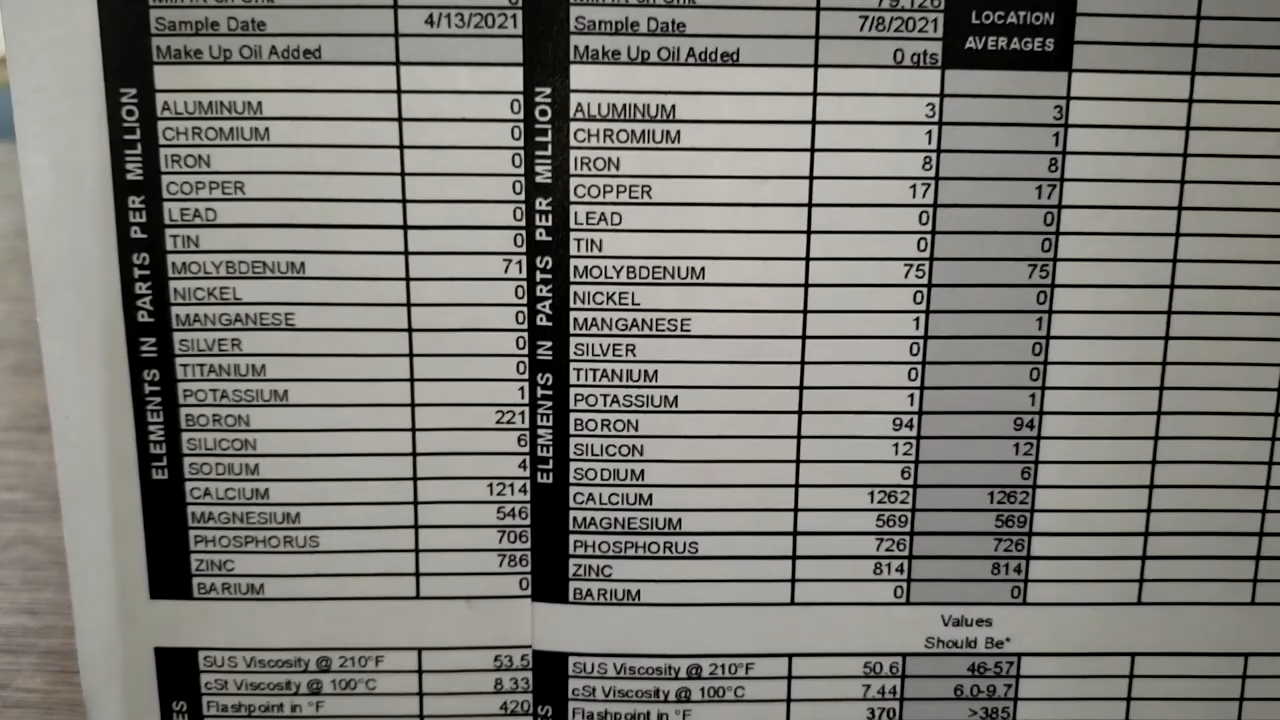 Sample Date 4/13/2021
Make Up Oil Added
ELEMENTS IN PARTS PER MILLION
ALUMINUM 0
CHROMIUM 0
IRON 0
COPPER 0
LEAD 0
TIN 0
MOLYBDENUM 71
NICKEL 0
MANGANESE 0
SILVER 0
TITANIUM 0
POTASSIUM 1
BORON 221
SILICON 6
SODIUM 4
CALCIUM 1214
MAGNESIUM 546
PHOSPHORUS 706
ZINC 786
BARIUM 0
SUS Viscosity @ 210°F 53.5
cSt Viscosity @ 100°C 8.33
Flashpoint in °F 420
79,126
LOCATION
AVERAGES
Sample Date 7/8/2021
Make Up Oil Added 0 qts
ELEMENTS IN PARTS PER MILLION
ALUMINUM 3 3
CHROMIUM 1 1
IRON 8 8
COPPER 17 17
LEAD 0 0
TIN 0 0
MOLYBDENUM 75 75
NICKEL 0 0
MANGANESE 1 1
SILVER 0 0
TITANIUM 0 0
POTASSIUM 1 1
BORON 94 94
SILICON 12 12
SODIUM 6 6
CALCIUM 1262 1262
MAGNESIUM 569 569
PHOSPHORUS 726 726
ZINC 814 814
BARIUM 0 0
Values
Should Be*
SUS Viscosity @ 210°F 50.6 46-57
cSt Viscosity @ 100°C 7.44 6.0-9.7
Flashpoint in °F 370 >385